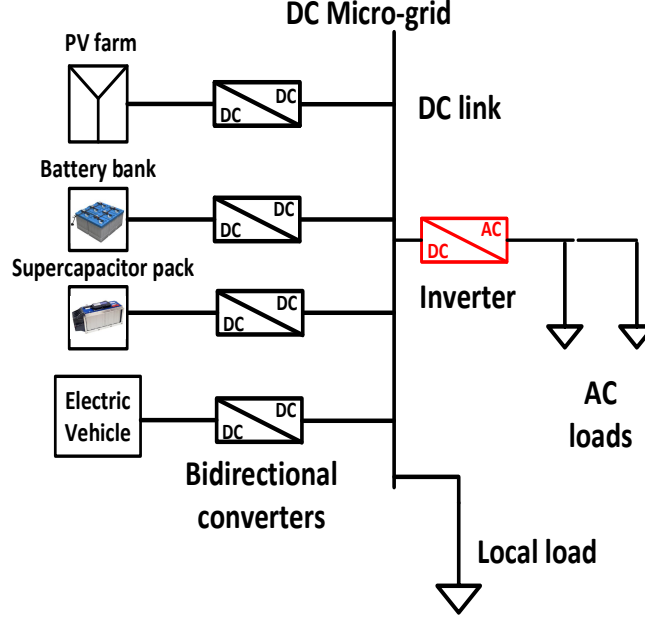 DC Micro-grid
PV farm
DC
DC
DC link
Battery bank
DC
DC
AC
DC
Supercapacitor pack
Inverter
DC
DC
Electric
Vehicle
DC
DC
AC
loads
Bidirectional
converters
Local load